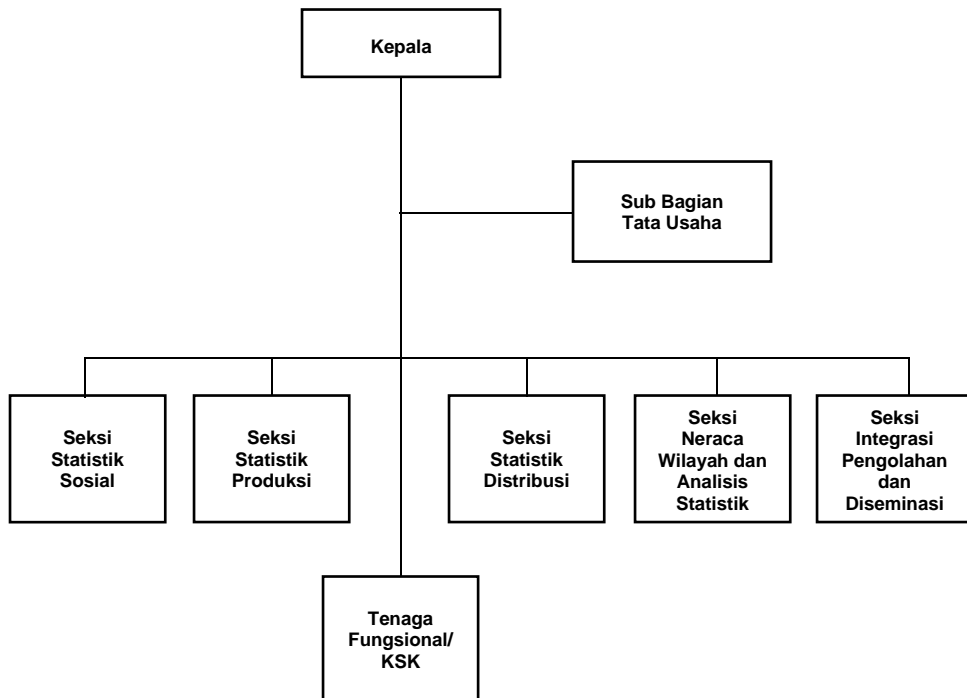 Kepala
Sub Bagian
Tata Usaha
Seksi
Statistik
Sosial
Seksi
Statistik
Produksi
Seksi
Statistik
Distribusi
Seksi
Neraca
Wilayah dan
Analisis
Statistik
Seksi
Integrasi
Pengolahan
dan
Diseminasi
Tenaga
Fungsional/
KSK